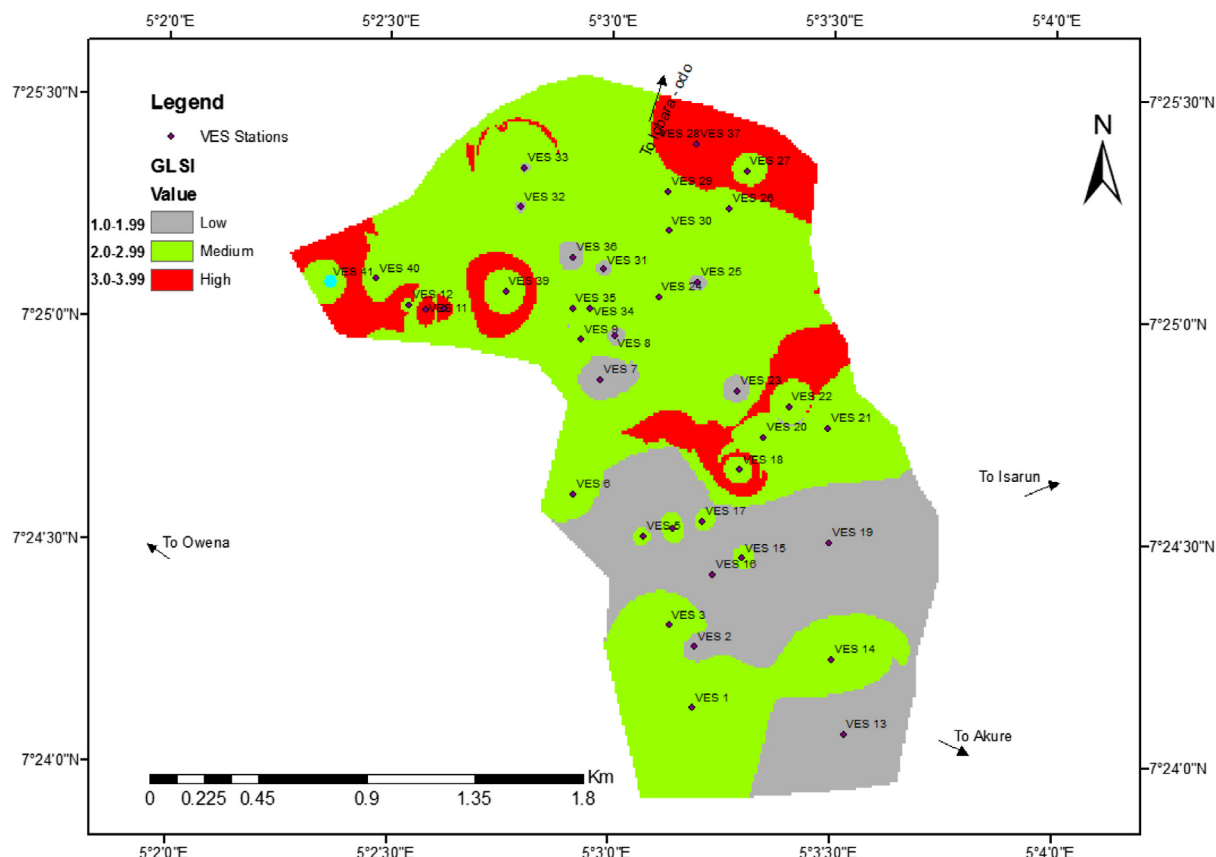 5°2'0"E 5°2'30"E 5°3'0"E 5°3'30"E 5°4'0"E
7°25'30"N
7°25'30"N
Legend
VES Stations
GLSI
Value
1.0-1.99 Low
2.0-2.99 Medium
3.0-3.99 High
To Igbara - odo
N
VES 28 VES 37
VES 33
VES 27
VES 29
VES 32
VES 26
VES 30
VES 36
VES 31
VES 41
VES 40
VES 25
VES 39
VES 24
VES 12
VES 11
VES 35
VES 34
7°25'0"N
7°25'0"N
VES 9
VES 8
VES 7
VES 23
VES 22
VES 21
VES 20
VES 18
To Isarun
VES 6
VES 17
VES 5
VES 19
7°24'30"N
7°24'30"N
To Owena
VES 15
VES 16
VES 3
VES 2
VES 14
VES 1
VES 13
To Akure
7°24'0"N
7°24'0"N
Km
0 0.225 0.45 0.9 1.35 1.8
5°2'0"E 5°2'30"E 5°3'0"E 5°3'30"E 5°4'0"E